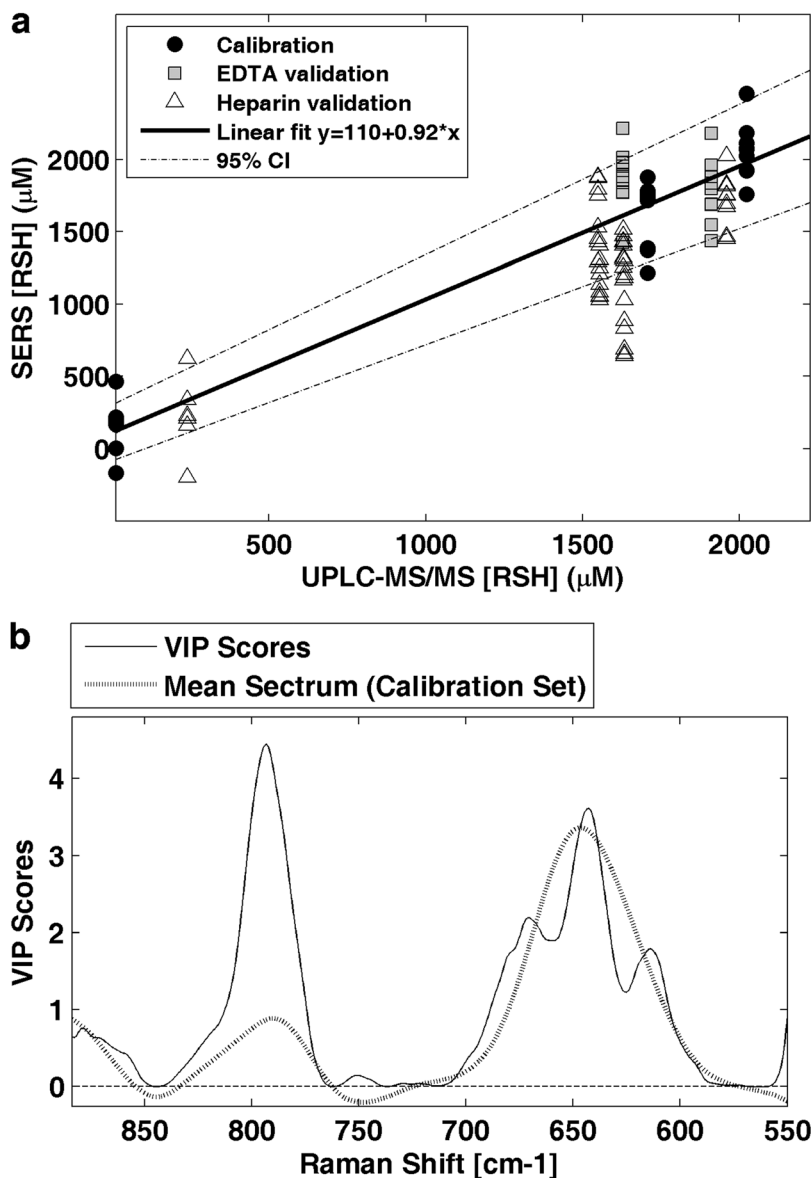 a
Calibration
EDTA validation
Heparin validation
Linear fit y=110+0.92*x
95% CI
2000
1500
1000
500
0
SERS [RSH] (μM)
500 1000 1500 2000
UPLC-MS/MS [RSH] (μM)
b
VIP Scores
Mean Sectrum (Calibration Set)
4
3
2
1
0
VIP Scores
850 800 750 700 650 600 550
Raman Shift [cm-1]